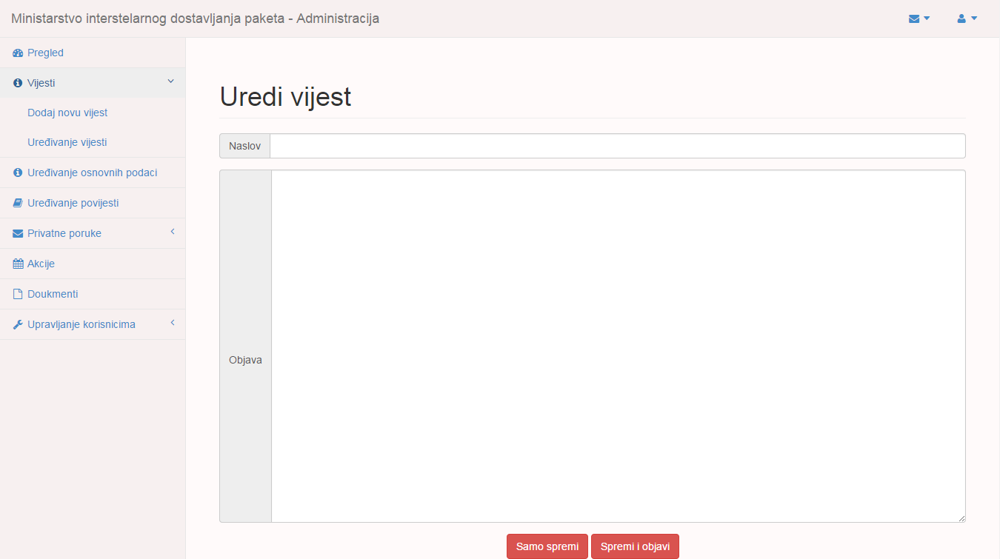 Ministarstvo interstelarnog dostavljanja paketa - Administracija
Pregled
Vijesti
Dodaj novu vijest
Uređivanje vijesti
Uređivanje osnovnih podaci
Uređivanje povijesti
Privatne poruke
Akcije
Doukmenti
Upravljanje korisnicima
Uredi vijest
Naslov
Objava
Samo spremi
Spremi i objavi